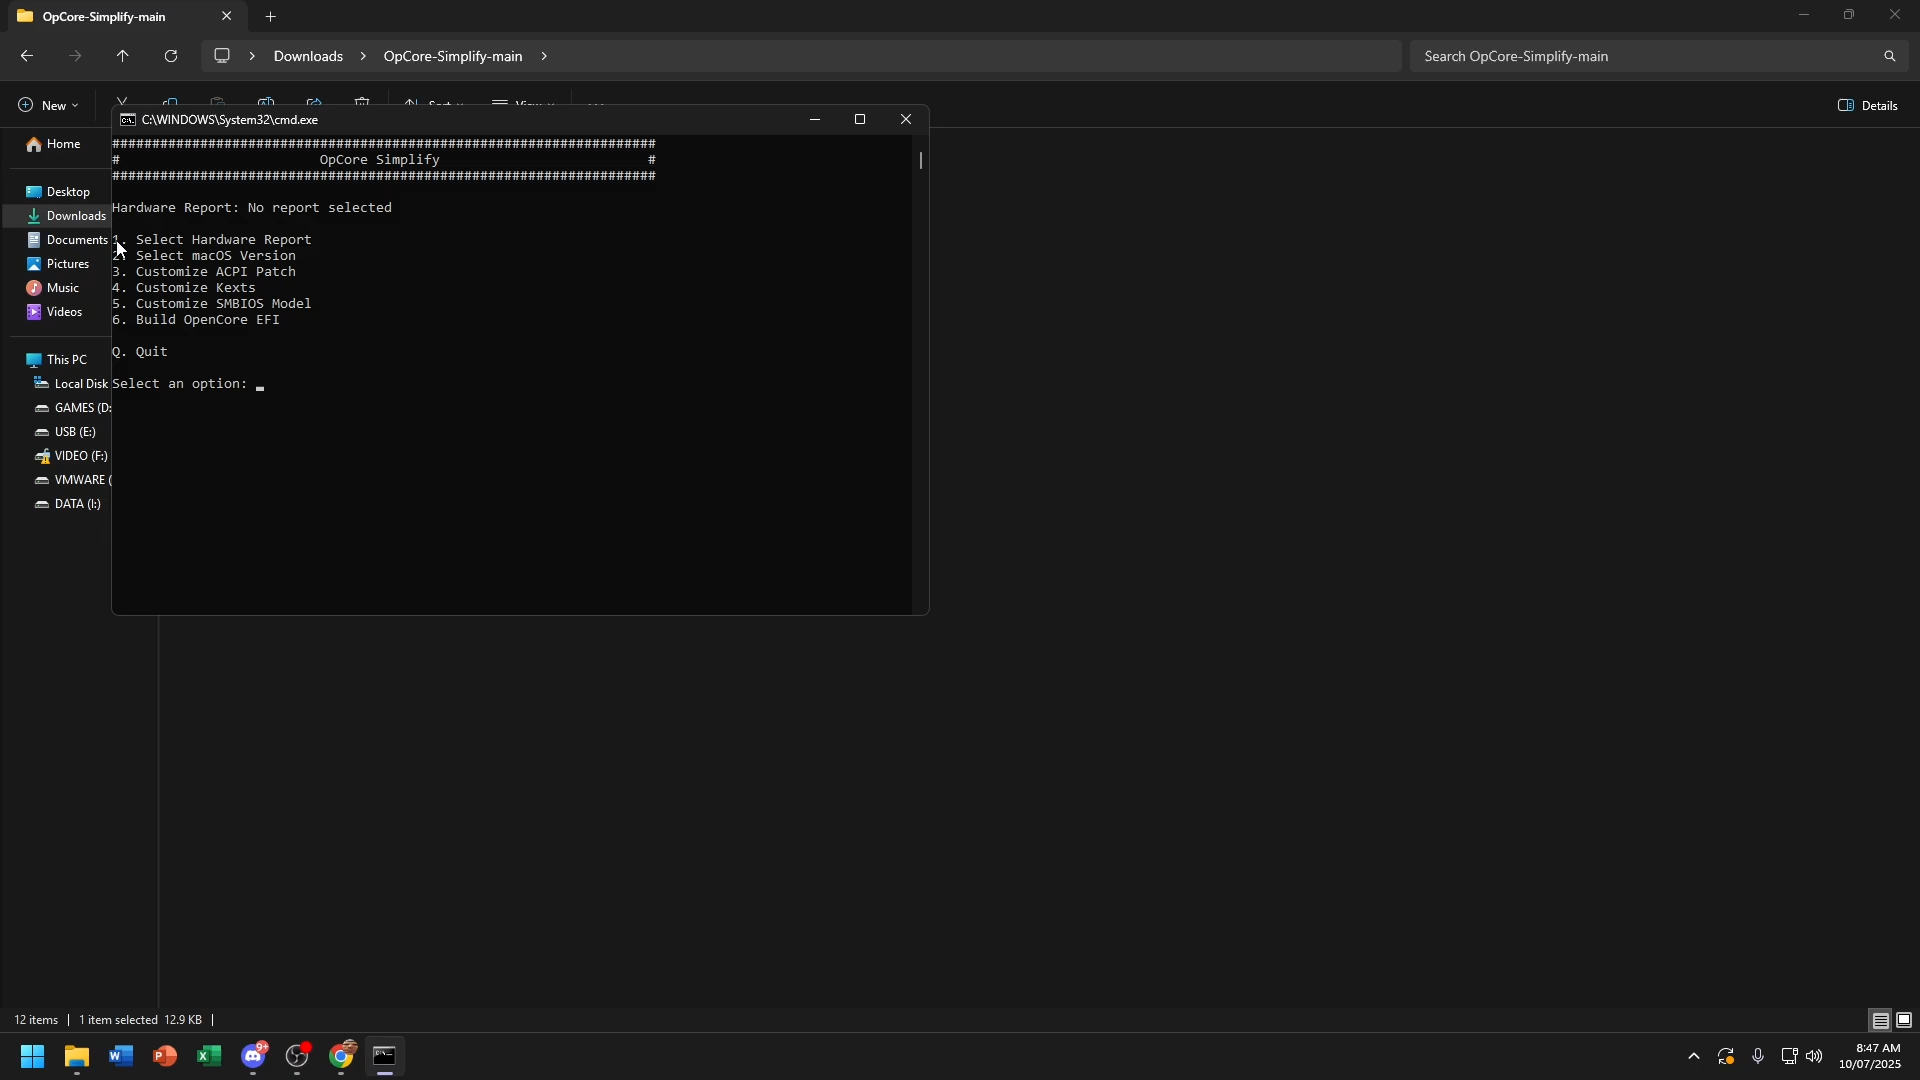 OpCore-Simplify-main
Downloads
OpCore-Simplify-main
Search OpCore-Simplify-main
New
Details
C:\WINDOWS\System32\cmd.exe
Home
Desktop
Downloads
Documents
Pictures
Music
Videos
This PC
Local Disk
GAMES (D:
USB (E:)
VIDEO (F:)
VMWARE (
DATA (I:)
####################################################################
# OpCore Simplify #
####################################################################
Hardware Report: No report selected
1. Select Hardware Report
2. Select macOS Version
3. Customize ACPI Patch
4. Customize Kexts
5. Customize SMBIOS Model
6. Build OpenCore EFI
Q. Quit
Select an option: _
12 items | 1 item selected 12.9 KB |
9+
8:47 AM
10/07/2025